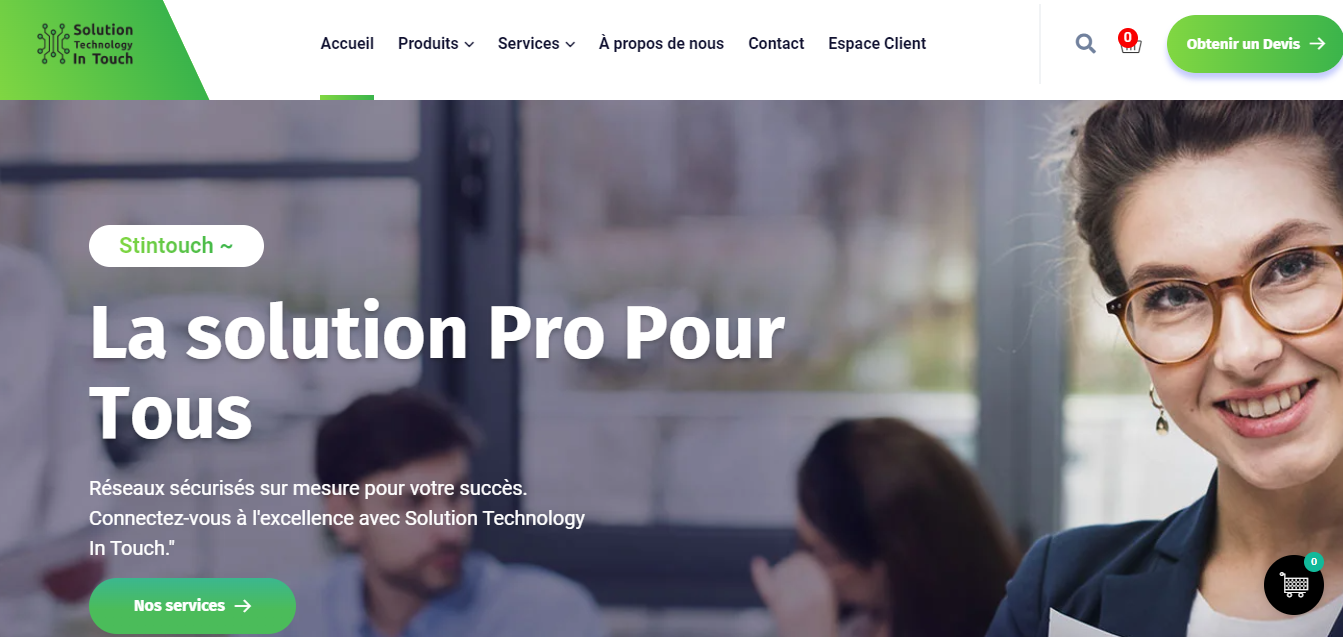 Solution
Technology
In Touch
Accueil
Produits
Services
À propos de nous
Contact
Espace Client
0
Obtenir un Devis
Stintouch ~
La solution Pro Pour
Tous
Réseaux sécurisés sur mesure pour votre succès.
Connectez-vous à l'excellence avec Solution Technology
In Touch."
Nos services
0